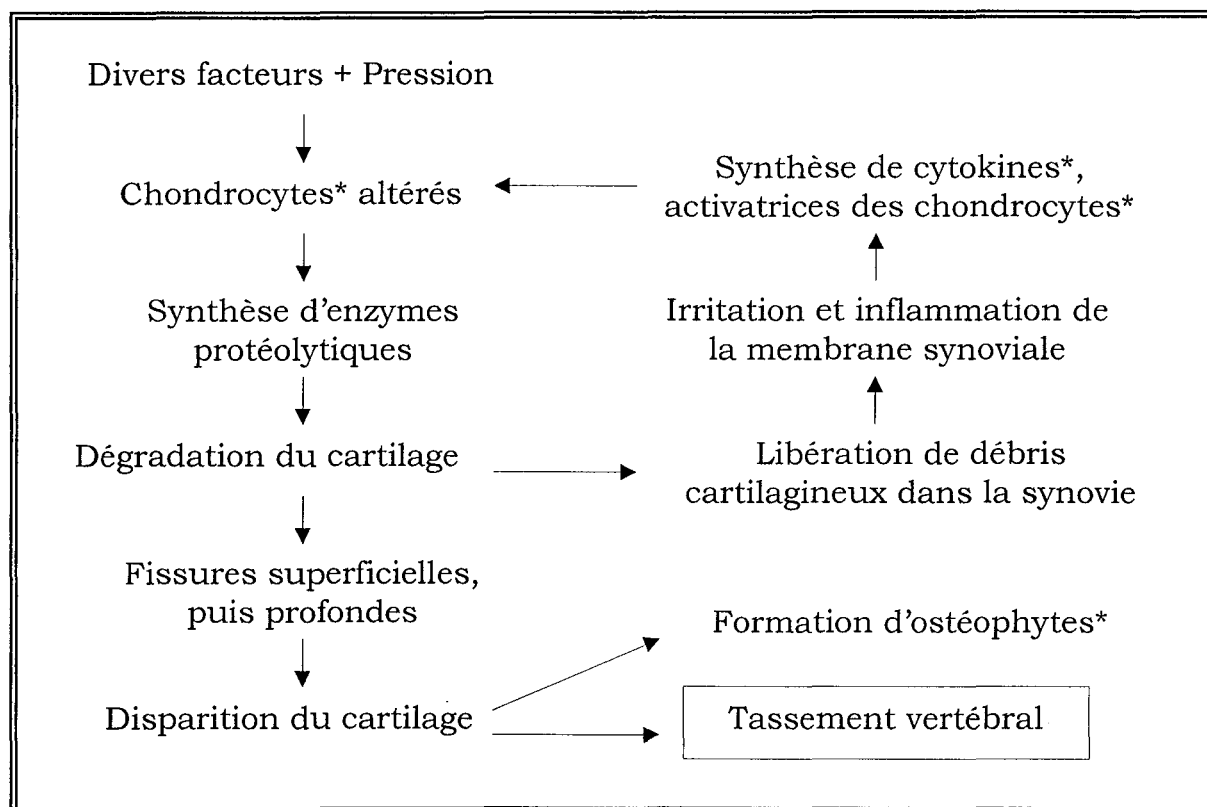 Divers facteurs + Pression
Chondrocytes* altérés
Synthèse d'enzymes
protéolytiques
Dégradation du cartilage
Fissures superficielles,
puis profondes
Disparition du cartilage
Synthèse de cytokines*,
activatrices des chondrocytes*
Irritation et inflammation de
la membrane synoviale
Libération de débris
cartilagineux dans la synovie
Formation d'ostéophytes*
Tassement vertébral